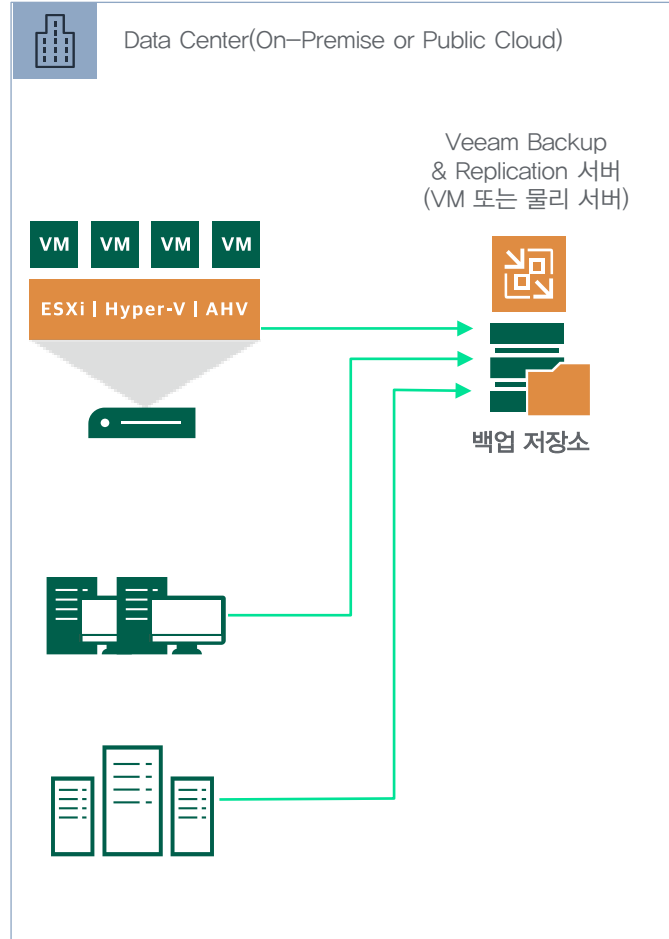 Data Center(On-Premise or Public Cloud)
Veeam Backup
& Replication 서버
(VM 또는 물리 서버)
VM VM VM VM
ESXi | Hyper-V | AHV
백업 저장소